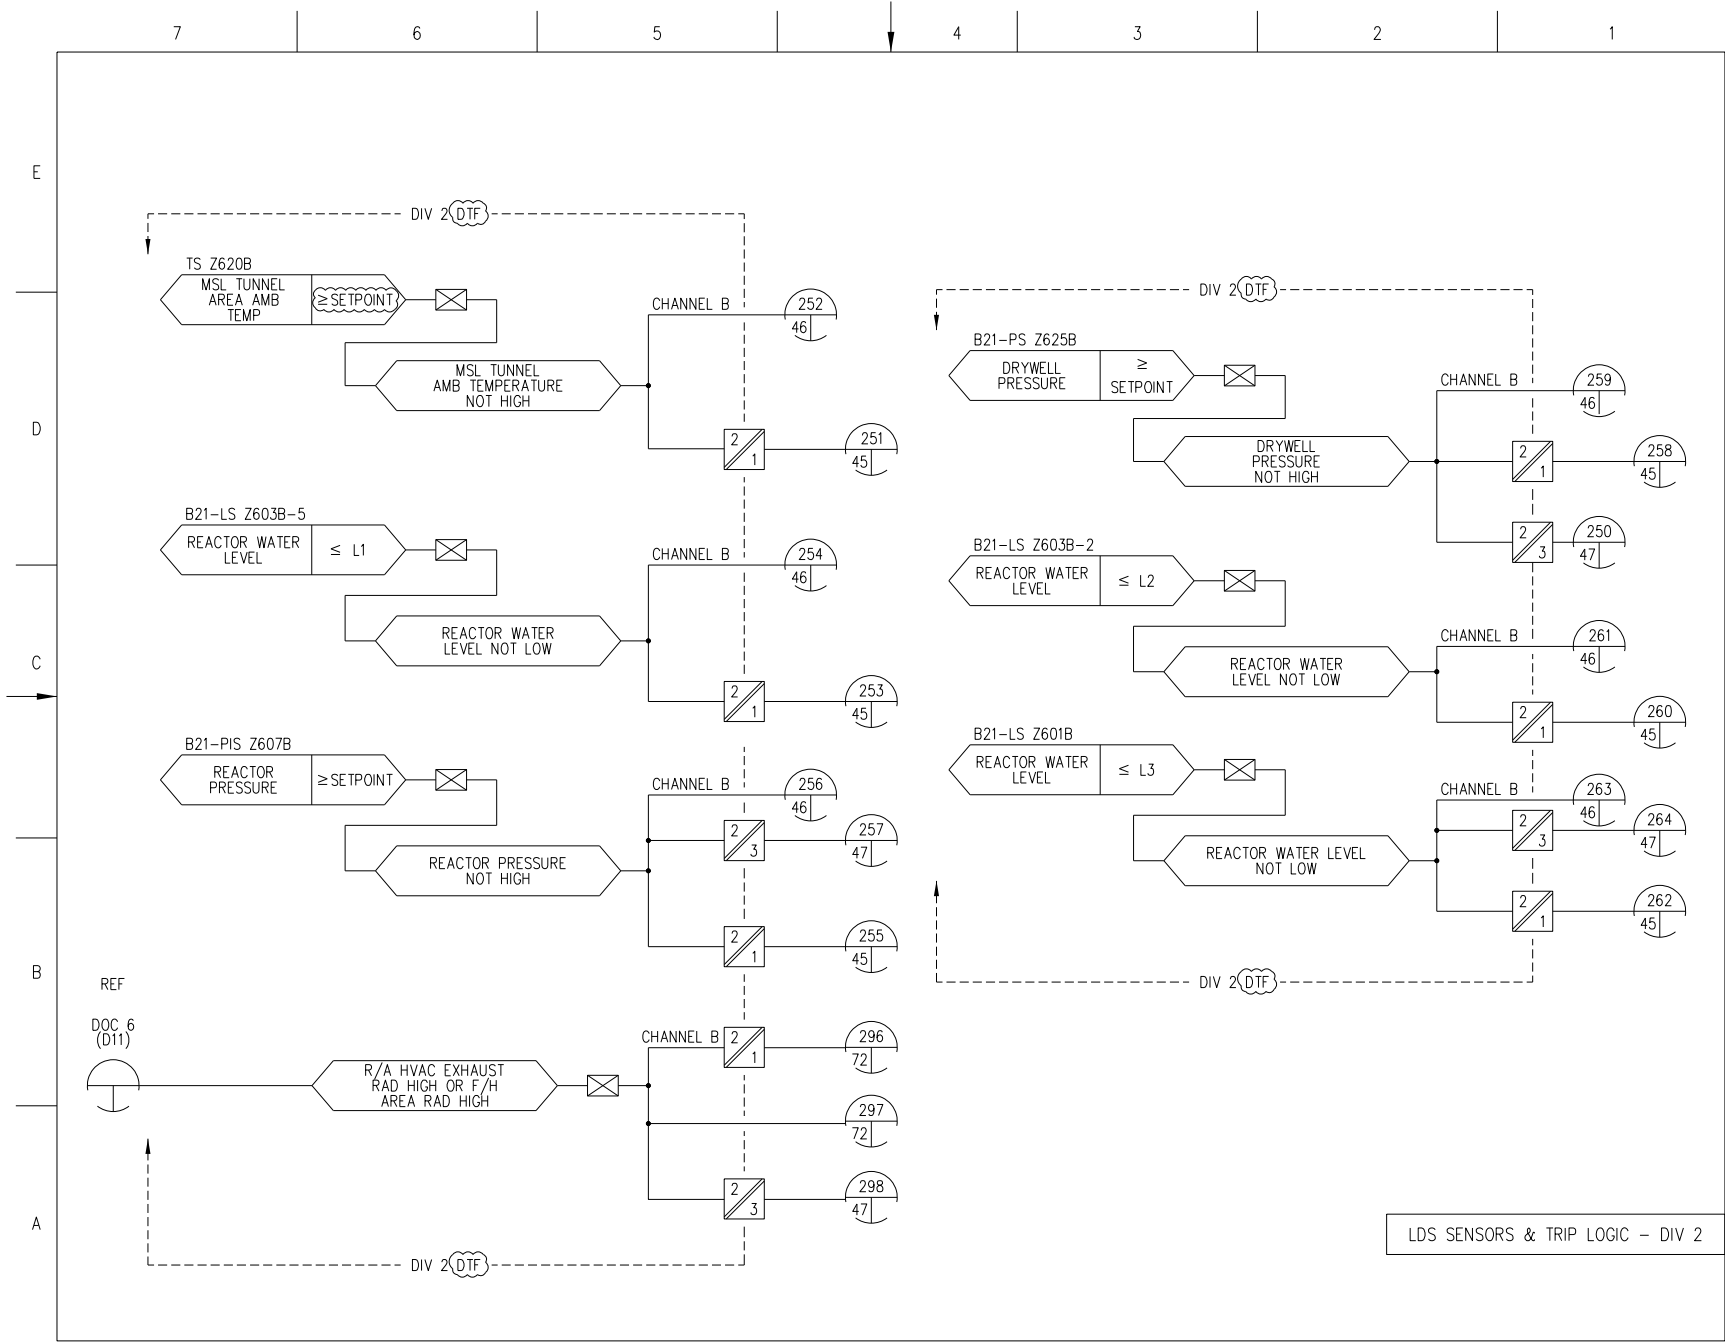 7 6 5 4 3 2 1
E
D
C
B
A
DIV 2 DTF
TS Z620B
MSL TUNNEL
AREA AMB
TEMP
≥ SETPOINT
MSL TUNNEL
AMB TEMPERATURE
NOT HIGH
CHANNEL B
252
46
2
1
251
45
B21-LS Z603B-5
REACTOR WATER
LEVEL
≤ L1
REACTOR WATER
LEVEL NOT LOW
CHANNEL B
254
46
2
1
253
45
B21-PIS Z607B
REACTOR
PRESSURE
≥ SETPOINT
REACTOR PRESSURE
NOT HIGH
CHANNEL B
256
46
2
3
257
47
2
1
255
45
REF
DOC 6
(D11)
R/A HVAC EXHAUST
RAD HIGH OR F/H
AREA RAD HIGH
CHANNEL B
2
1
296
72
297
72
2
3
298
47
DIV 2 DTF
DIV 2 DTF
B21-PS Z625B
DRYWELL
PRESSURE
≥
SETPOINT
DRYWELL
PRESSURE
NOT HIGH
CHANNEL B
259
46
2
1
258
45
2
3
250
47
B21-LS Z603B-2
REACTOR WATER
LEVEL
≤ L2
REACTOR WATER
LEVEL NOT LOW
CHANNEL B
261
46
2
1
260
45
B21-LS Z601B
REACTOR WATER
LEVEL
≤ L3
REACTOR WATER LEVEL
NOT LOW
CHANNEL B
263
46
2
3
264
47
2
1
262
45
DIV 2 DTF
LDS SENSORS & TRIP LOGIC - DIV 2